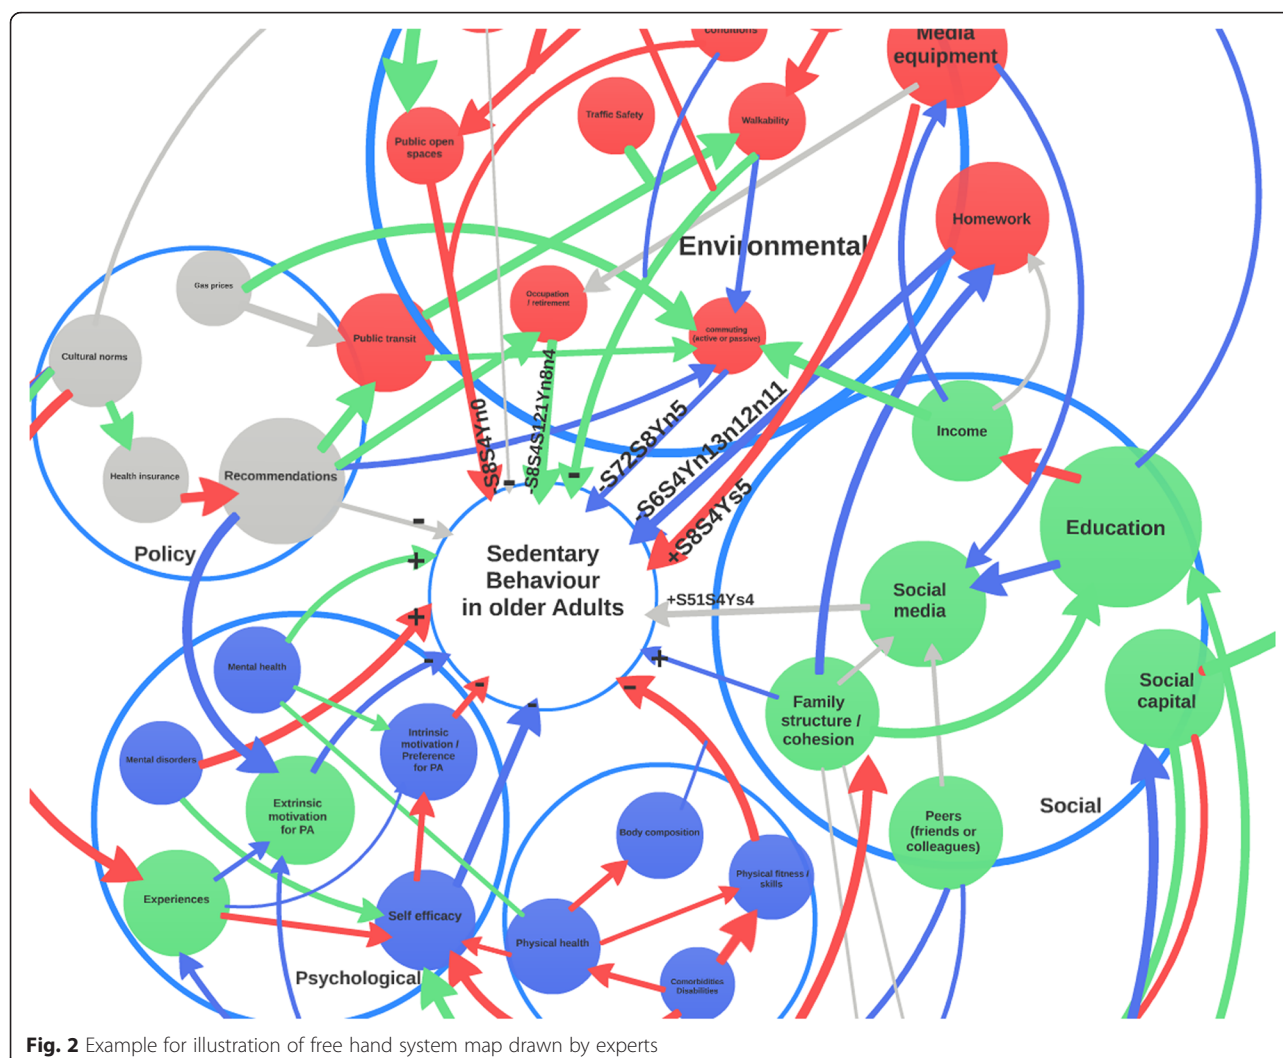 conditions
Media
equipment
Traffic Safety
Walkability
Public open
spaces
Homework
Environmental
Gas prices
Occupation
/ retirement
Public transit
commuting
(active or passive)
Cultural norms
Income
Health insurance
Recommendations
Policy
-S8S4Yn0
-
-S8S4S121Yn8n4
-
-S72S8Yn5
-S6S4Yn13n12n11
+S8S4Ys5
Education
-
+
Sedentary
Behaviour
in older Adults
+S51S4Ys4
Social
media
+
-
-
-
-
+
Mental health
Social
capital
Family
structure /
cohesion
Intrinsic
motivation /
Preference
for PA
Mental disorders
Extrinsic
motivation
for PA
Social
Peers
(friends or
colleagues)
Body composition
Physical fitness /
skills
Experiences
Self efficacy
Physical health
Psychological
Comorbidities
Disabilities
Fig. 2 Example for illustration of free hand system map drawn by experts